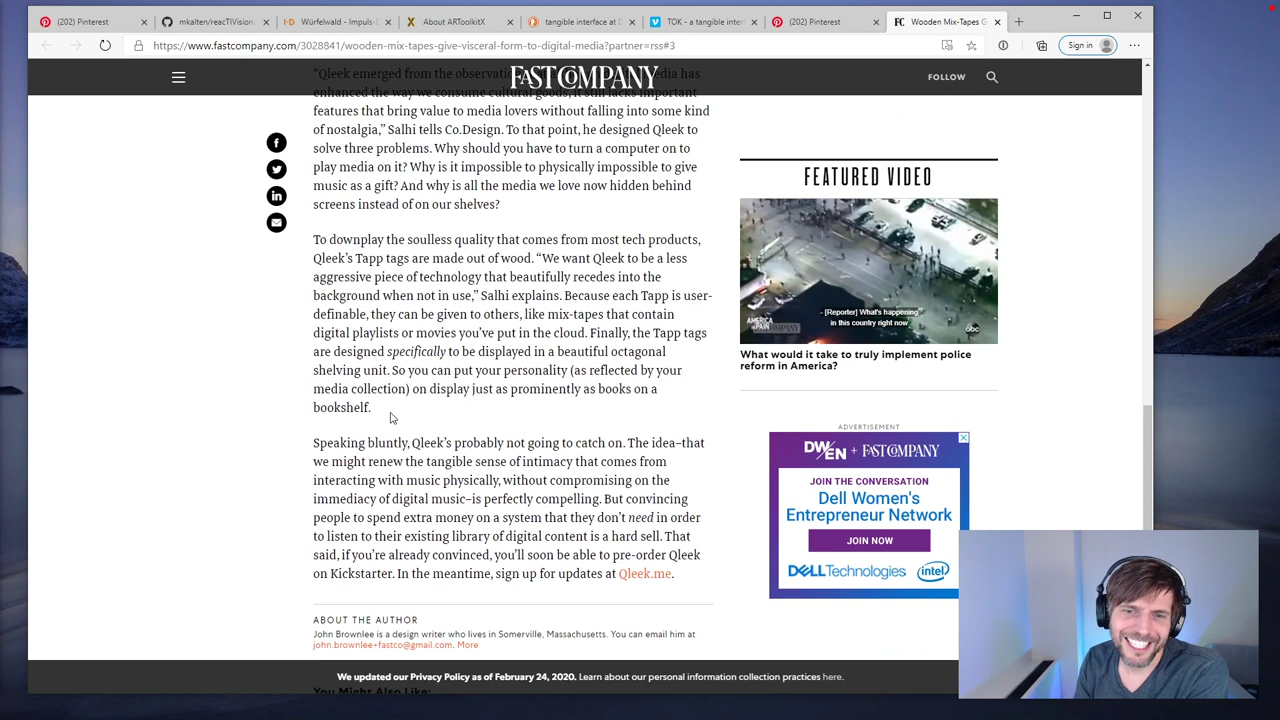 (202) Pinterest
mkalten/reacTIVision
Würfelwald - Impuls-D
About ARToolkitX
tangible interface at D
TOK - a tangible inter
(202) Pinterest
FC Wooden Mix-Tapes G
https://www.fastcompany.com/3028841/wooden-mix-tapes-give-visceral-form-to-digital-media?partner=rss#3
Sign in
FAST COMPANY
FOLLOW
“Qleek emerged from the observation media has
enhanced the way we consume cultural goods, it still lacks important
features that bring value to media lovers without falling into some kind
of nostalgia,” Salhi tells Co.Design. To that point, he designed Qleek to
solve three problems. Why should you have to turn a computer on to
play media on it? Why is it impossible to physically impossible to give
music as a gift? And why is all the media we love now hidden behind
screens instead of on our shelves?
To downplay the soulless quality that comes from most tech products,
Qleek’s Tapp tags are made out of wood. “We want Qleek to be a less
aggressive piece of technology that beautifully recedes into the
background when not in use,” Salhi explains. Because each Tapp is user-
definable, they can be given to others, like mix-tapes that contain
digital playlists or movies you’ve put in the cloud. Finally, the Tapp tags
are designed specifically to be displayed in a beautiful octagonal
shelving unit. So you can put your personality (as reflected by your
media collection) on display just as prominently as books on a
bookshelf.
Speaking bluntly, Qleek’s probably not going to catch on. The idea–that
we might renew the tangible sense of intimacy that comes from
interacting with music physically, without compromising on the
immediacy of digital music–is perfectly compelling. But convincing
people to spend extra money on a system that they don’t need in order
to listen to their existing library of digital content is a hard sell. That
said, if you’re already convinced, you’ll soon be able to pre-order Qleek
on Kickstarter. In the meantime, sign up for updates at Qleek.me.
ABOUT THE AUTHOR
John Brownlee is a design writer who lives in Somerville, Massachusetts. You can email him at
john.brownlee+fastco@gmail.com. More
FEATURED VIDEO
- [Reporter] What's happening
in this country right now
AMERICA
IN PAIN
COMPANY
abc
What would it take to truly implement police
reform in America?
ADVERTISEMENT
DWEN + FAST COMPANY
JOIN THE CONVERSATION
Dell Women's
Entrepreneur Network
JOIN NOW
DELLTechnologies intel
We updated our Privacy Policy as of February 24, 2020. Learn about our personal information collection practices here.
You Might Also Like: